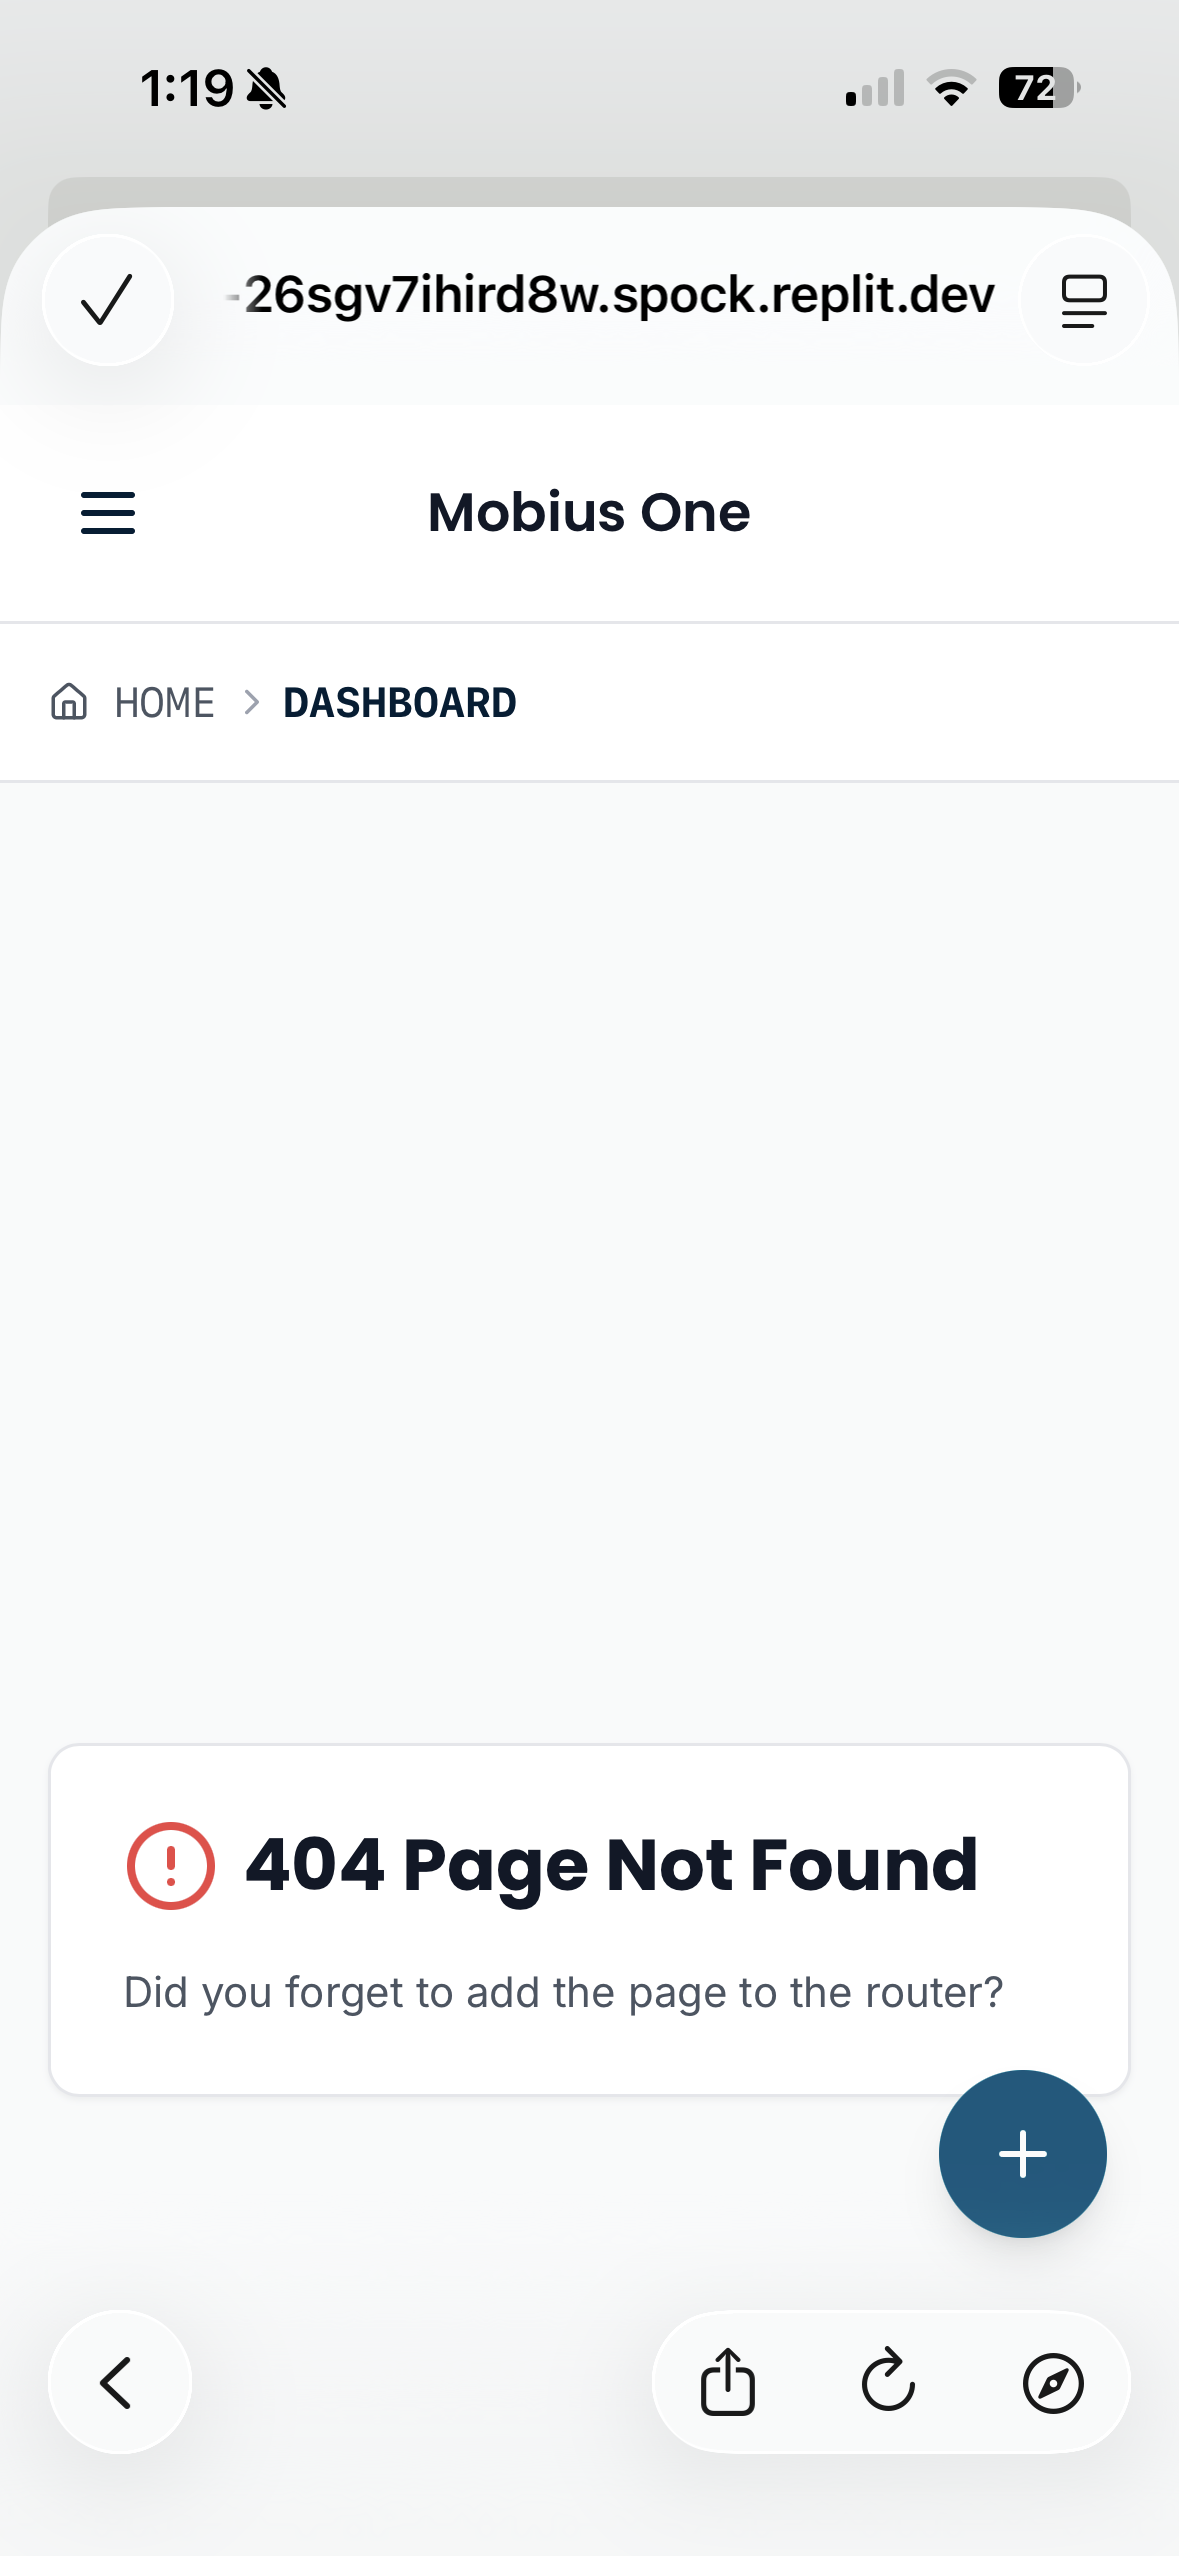 1:19
72
-26sgv7ihird8w.spock.replit.dev
Mobius One
HOME > DASHBOARD
404 Page Not Found
Did you forget to add the page to the router?